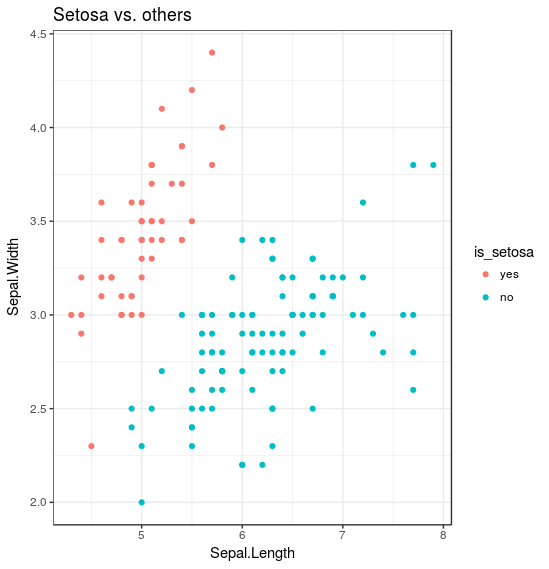 Setosa vs. others
4.5
4.0
3.5
3.0
2.5
2.0
Sepal.Width
5 6 7 8
Sepal.Length
is_setosa
yes
no